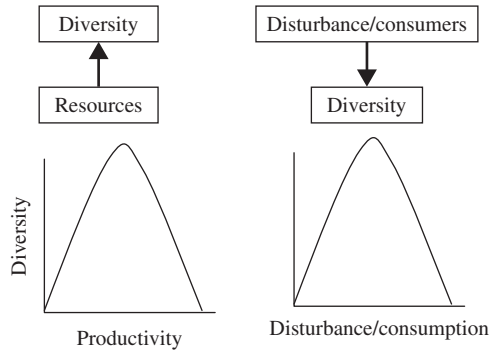 Diversity
Resources
Diversity
Productivity
Disturbance/consumers
Diversity
Disturbance/consumption